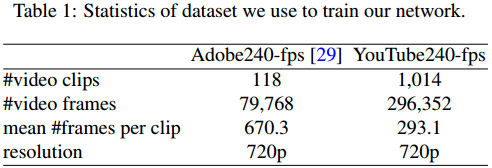 Table 1: Statistics of dataset we use to train our network.
Adobe240-fps [29] YouTube240-fps
#video clips 118 1,014
#video frames 79,768 296,352
mean #frames per clip 670.3 293.1
resolution 720p 720p